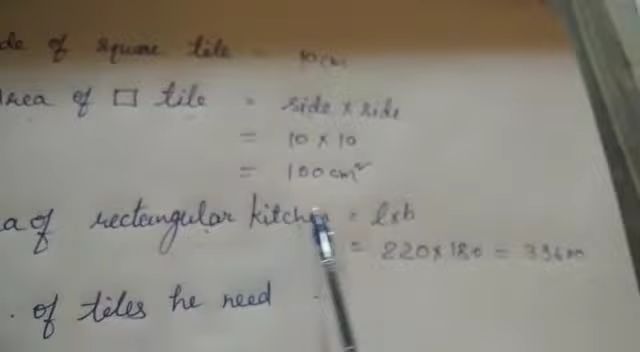 de of square tile = 10cm
Area of □ tile = side × side
= 10 × 10
= 100 cm²
a of rectangular kitchen = l×b
= 220×180 = 39600
. of tiles he need